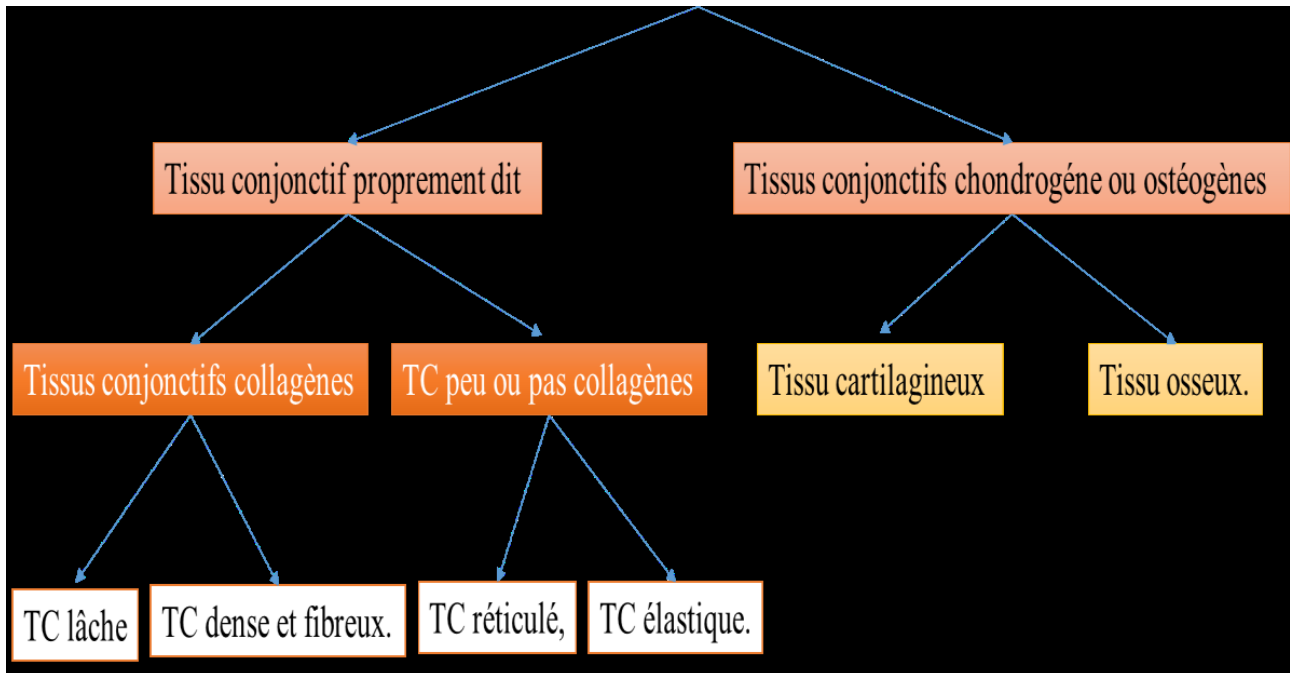 Tissu conjonctif proprement dit
Tissus conjonctifs chondrogéne ou ostéogènes
Tissus conjonctifs collagènes
TC peu ou pas collagènes
Tissu cartilagineux
Tissu osseux.
TC lâche
TC dense et fibreux.
TC réticulé,
TC élastique.